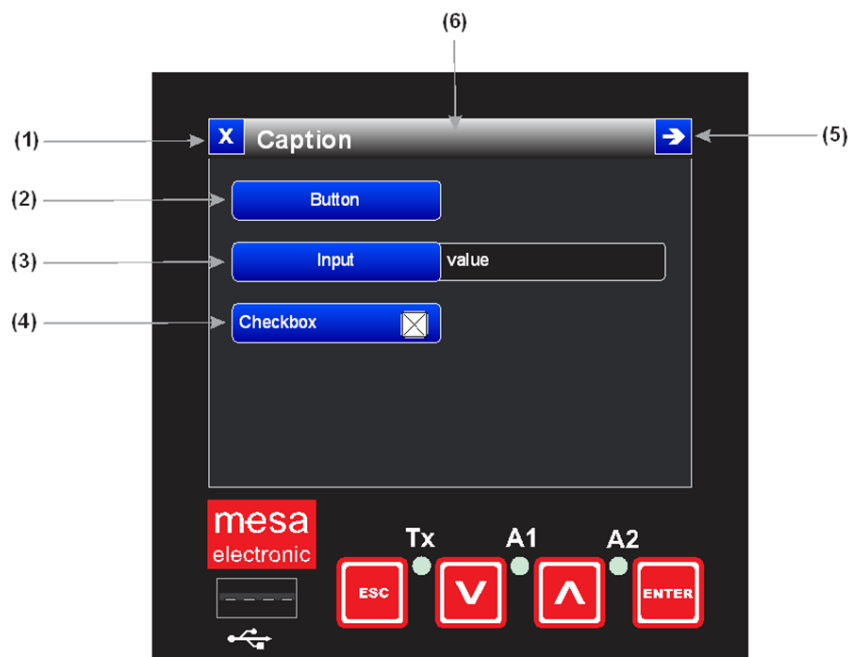 (6)
(1)
X
Caption
(5)
(2)
Button
(3)
Input
value
(4)
Checkbox
mesa
electronic
Tx
A1
A2
ESC
ENTER